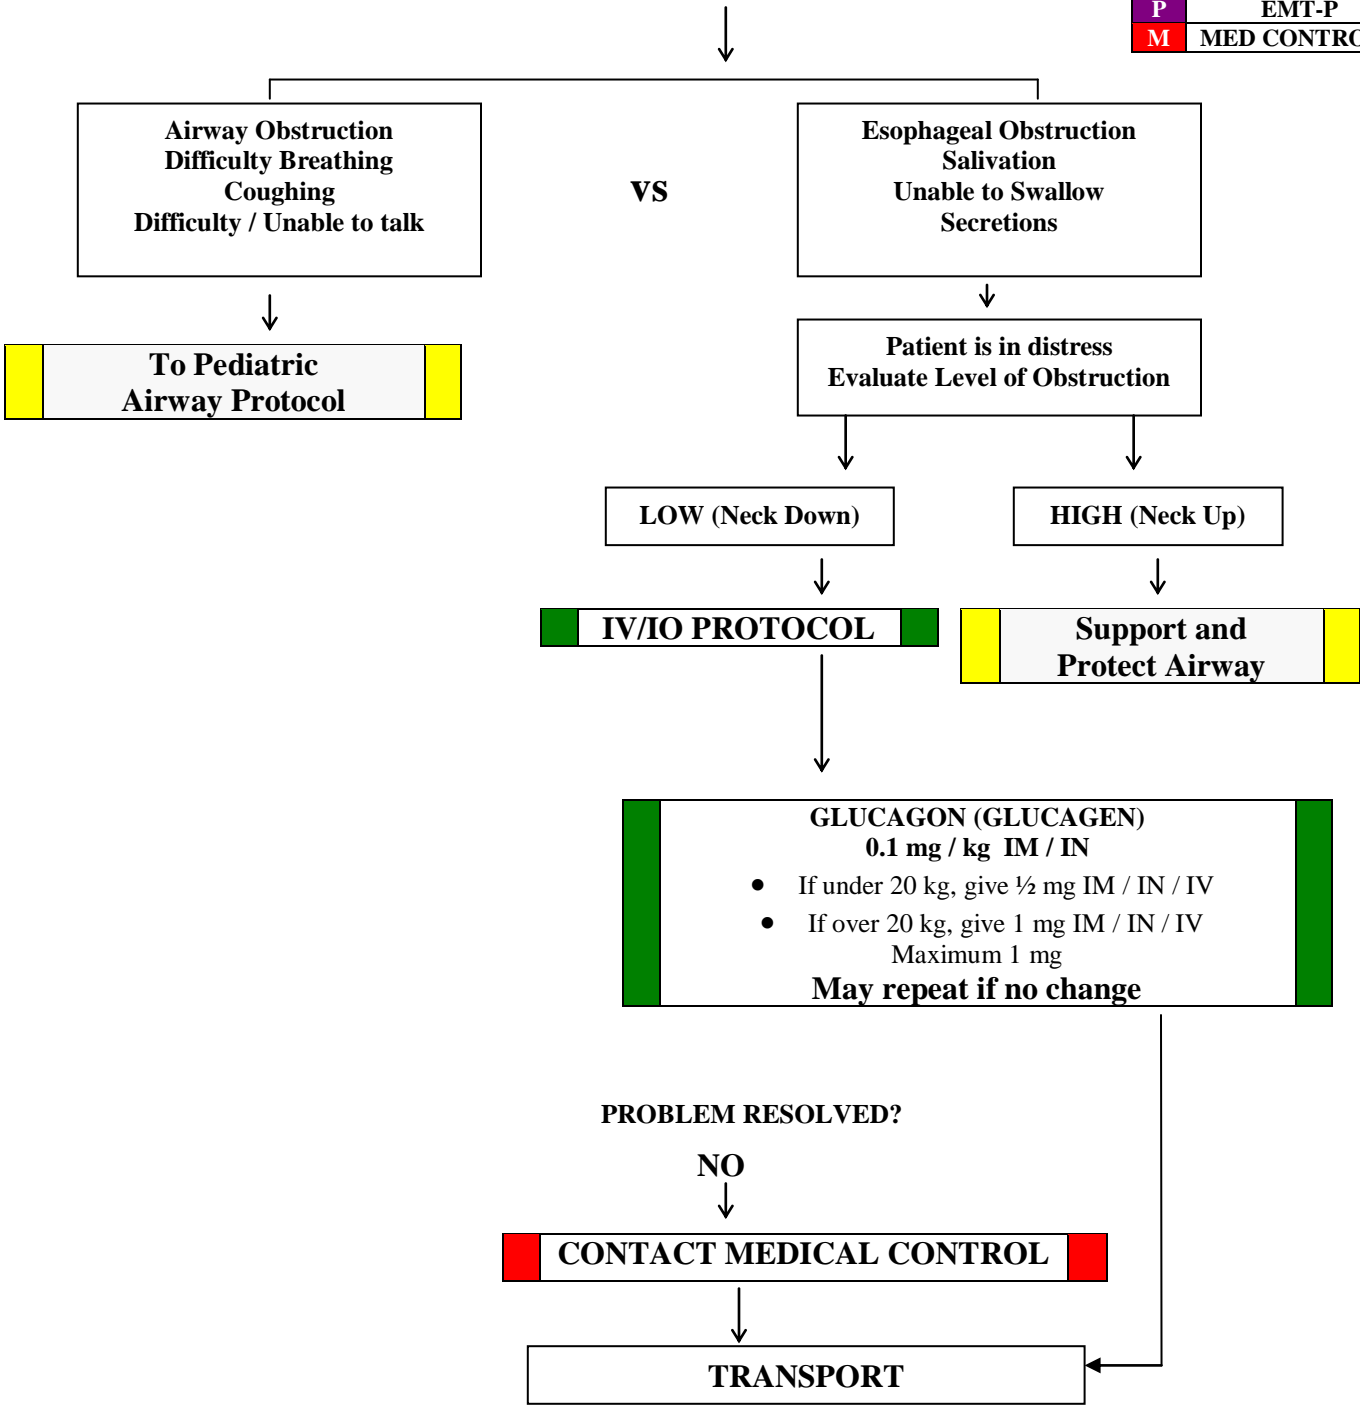 P EMT-P
M MED CONTRO
Airway Obstruction
Difficulty Breathing
Coughing
Difficulty / Unable to talk
vs
Esophageal Obstruction
Salivation
Unable to Swallow
Secretions
To Pediatric
Airway Protocol
Patient is in distress
Evaluate Level of Obstruction
LOW (Neck Down)
HIGH (Neck Up)
IV/IO PROTOCOL
Support and
Protect Airway
GLUCAGON (GLUCAGEN)
0.1 mg / kg IM / IN
• If under 20 kg, give ½ mg IM / IN / IV
• If over 20 kg, give 1 mg IM / IN / IV
Maximum 1 mg
May repeat if no change
PROBLEM RESOLVED?
NO
CONTACT MEDICAL CONTROL
TRANSPORT